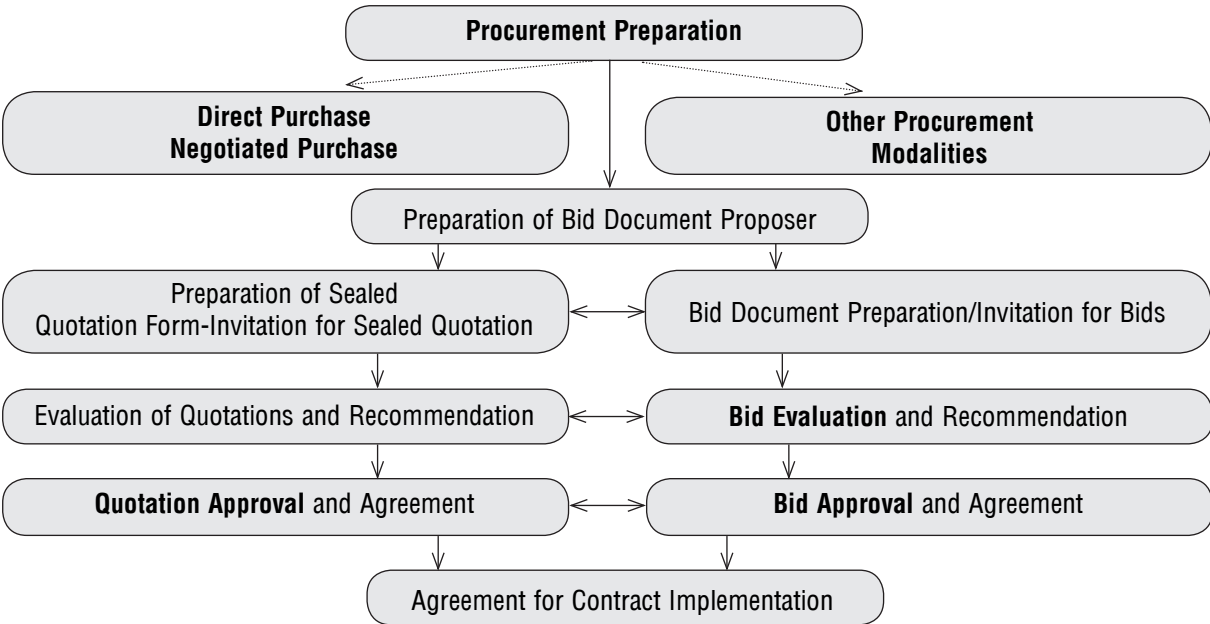 Procurement Preparation
Direct Purchase
Negotiated Purchase
Other Procurement
Modalities
Preparation of Bid Document Proposer
Preparation of Sealed
Quotation Form-Invitation for Sealed Quotation
Bid Document Preparation/Invitation for Bids
Evaluation of Quotations and Recommendation
Bid Evaluation and Recommendation
Quotation Approval and Agreement
Bid Approval and Agreement
Agreement for Contract Implementation